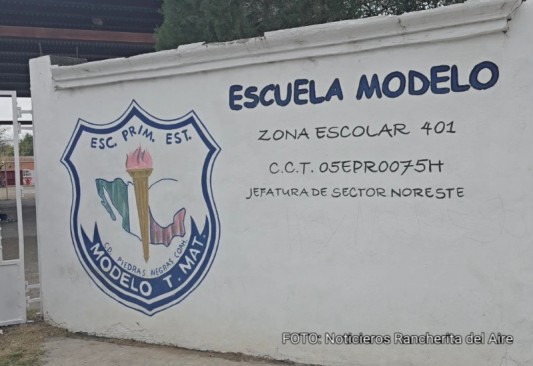 ESCUELA MODELO
ZONA ESCOLAR 401
C.C.T. 05EPR0075H
JEFATURA DE SECTOR NORESTE
ESC. PRIM. EST.
CD. PIEDRAS NEGRAS COAH.
MODELO T. MAT.
FOTO: Noticieros Rancherita del Aire